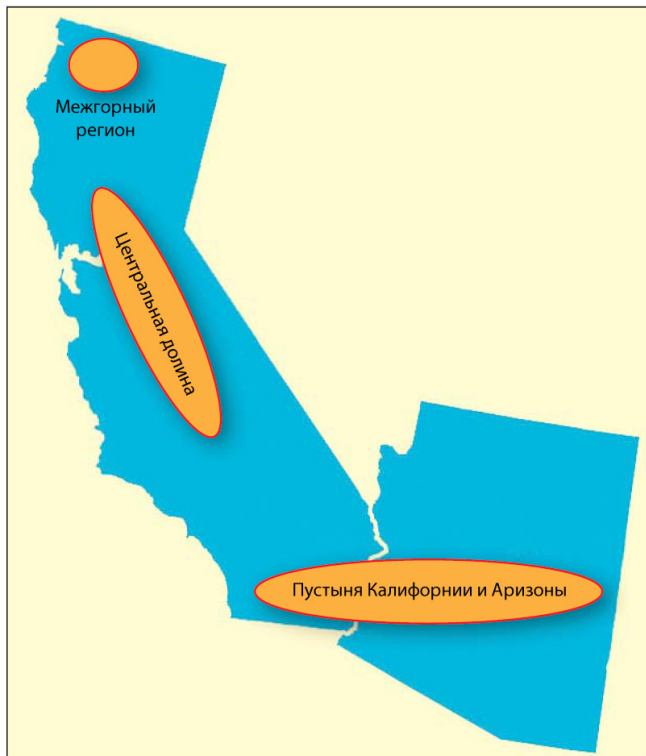 Межгорный
регион
Центральная долина
Пустыня Калифорнии и Аризоны